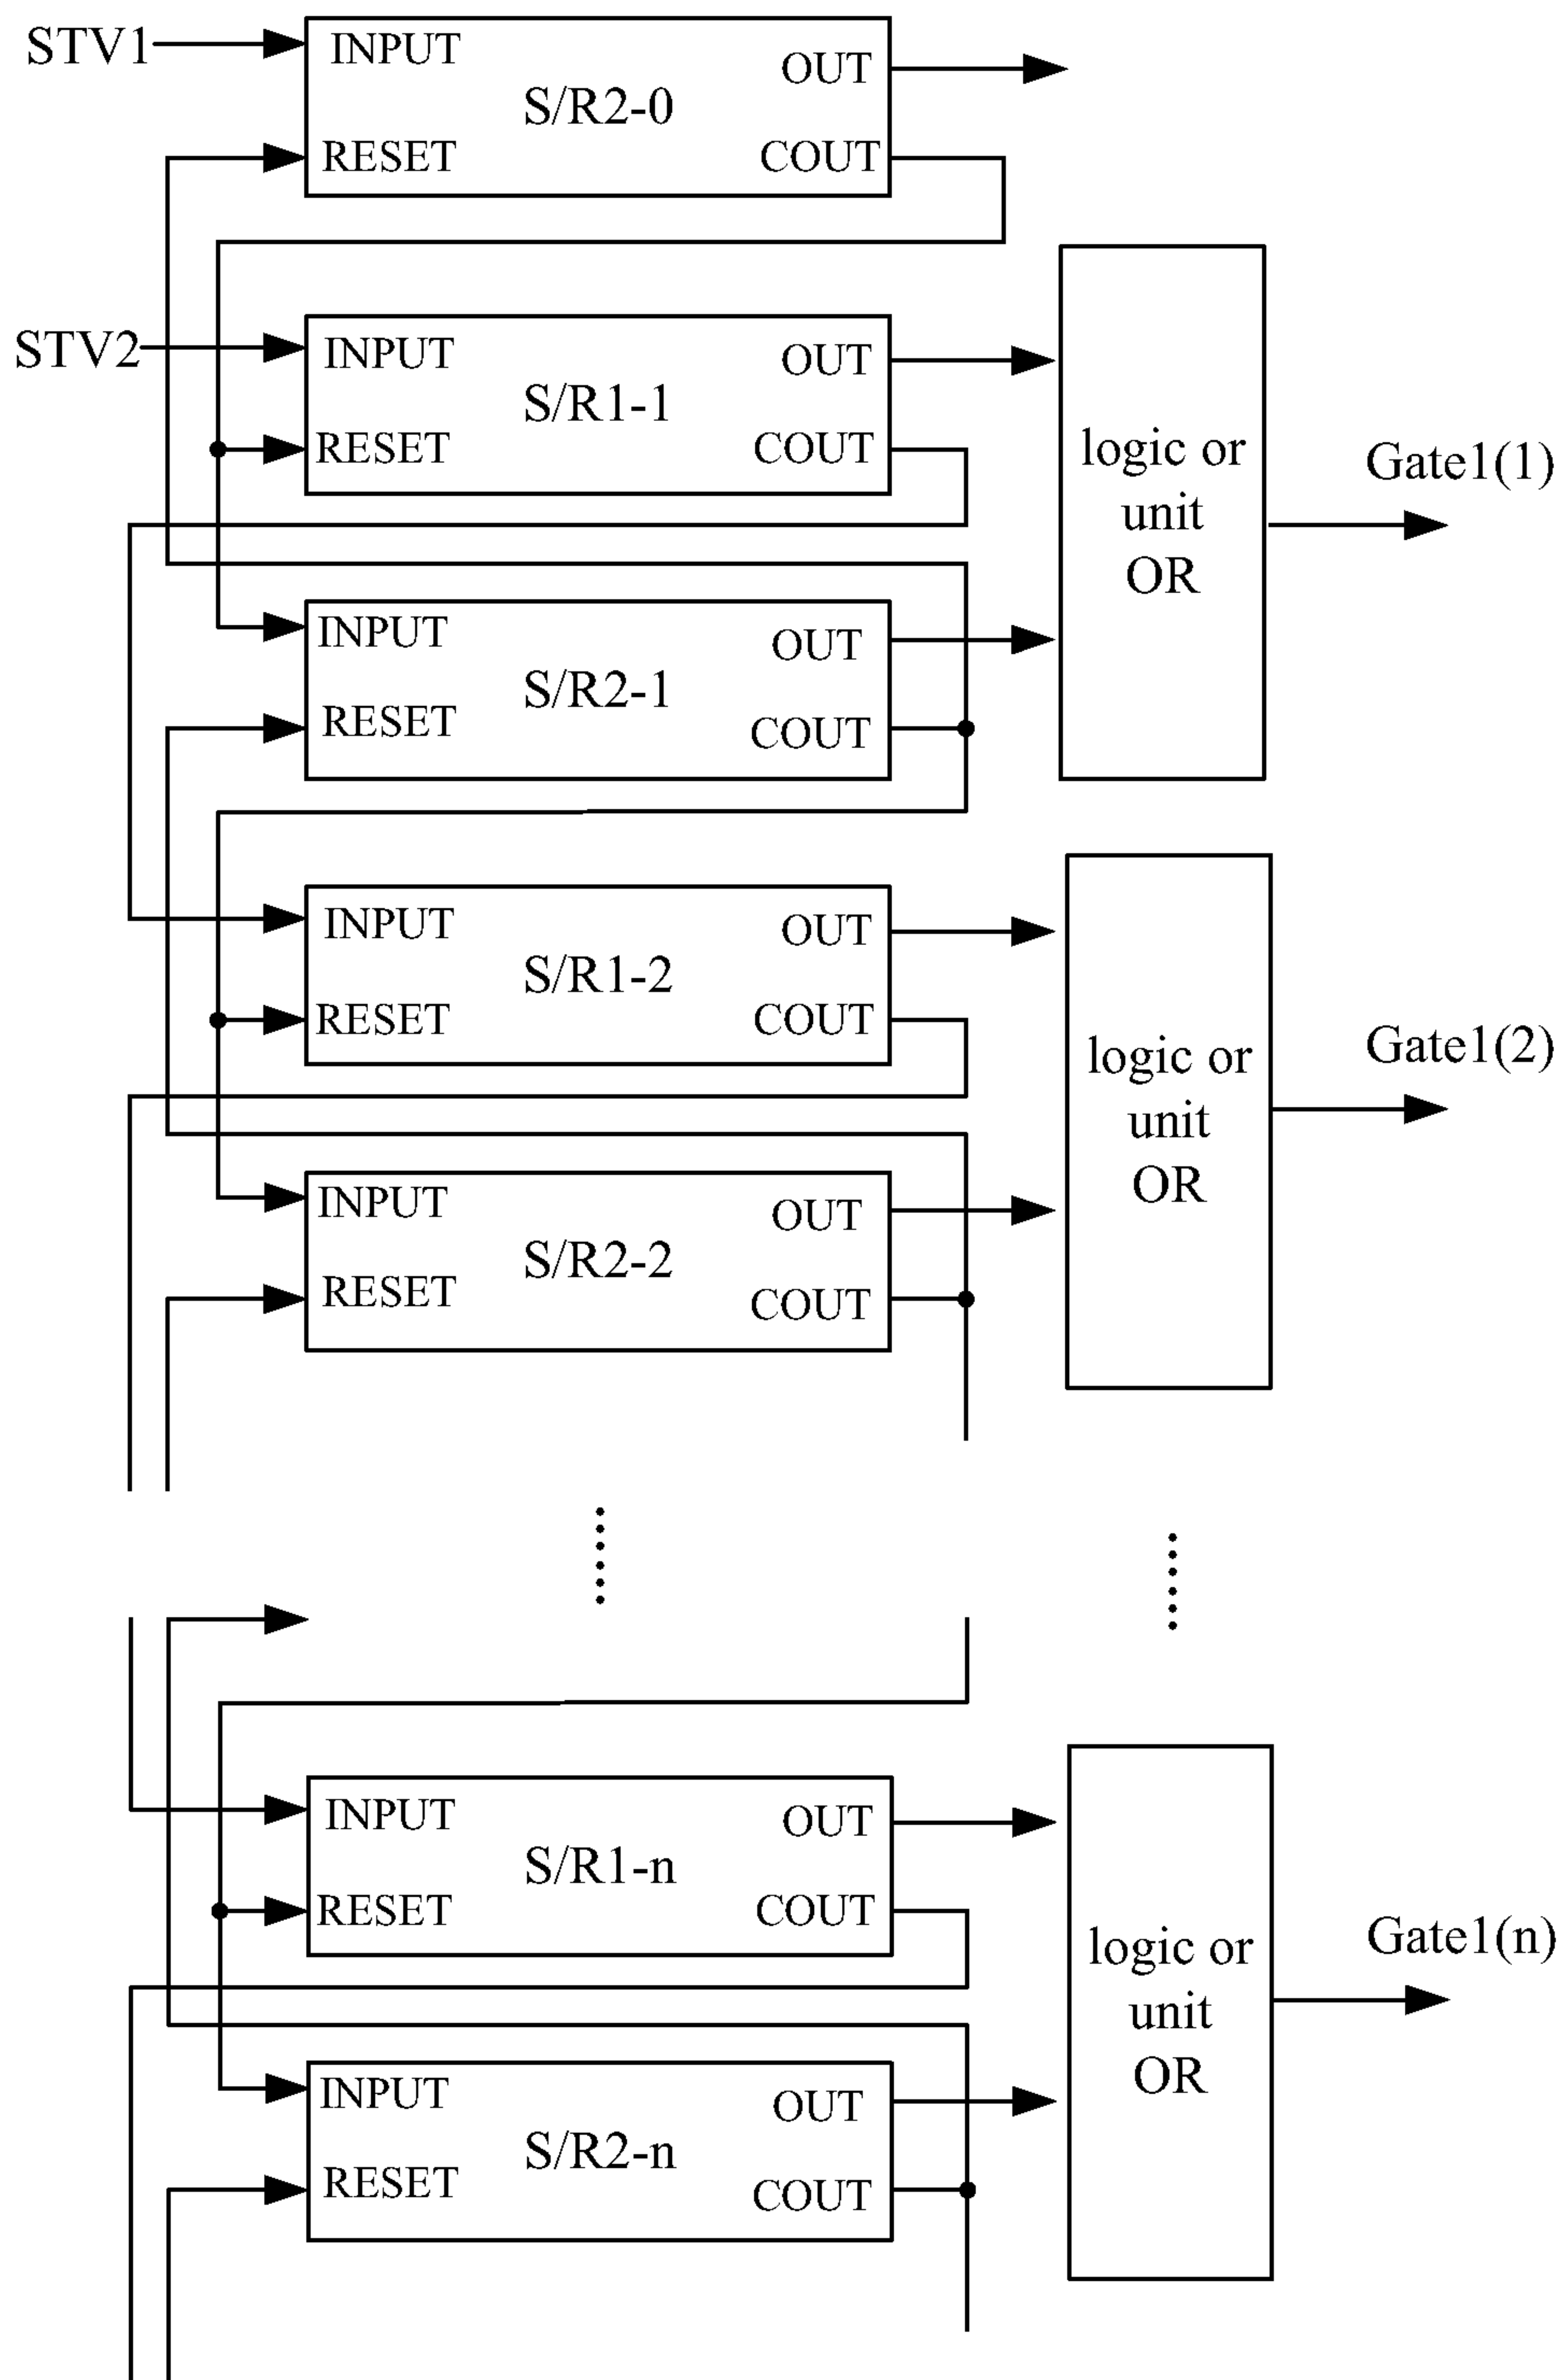 STV1
INPUT
OUT
S/R2-0
RESET
COUT
STV2
INPUT
OUT
S/R1-1
RESET
COUT
logic or
unit
OR
Gate1(1)
INPUT
OUT
S/R2-1
RESET
COUT
INPUT
OUT
S/R1-2
RESET
COUT
logic or
unit
OR
Gate1(2)
INPUT
OUT
S/R2-2
RESET
COUT
INPUT
OUT
S/R1-n
RESET
COUT
logic or
unit
OR
Gate1(n)
INPUT
OUT
S/R2-n
RESET
COUT